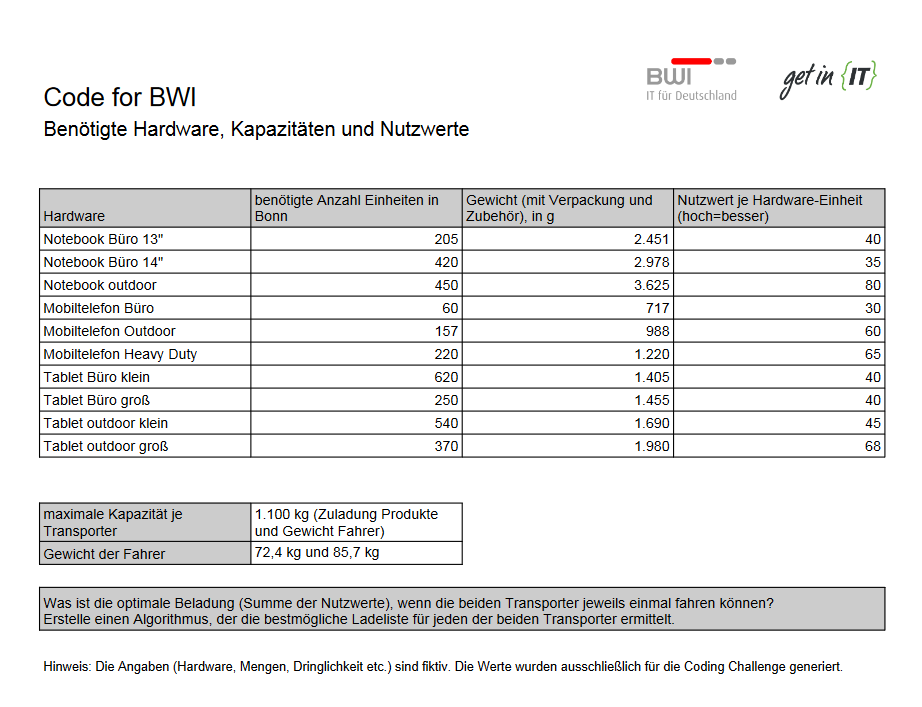 BWI
IT für Deutschland
get in {IT}
Code for BWI
Benötigte Hardware, Kapazitäten und Nutzwerte
Hardware | benötigte Anzahl Einheiten in Bonn | Gewicht (mit Verpackung und Zubehör), in g | Nutzwert je Hardware-Einheit (hoch=besser)
Notebook Büro 13" | 205 | 2.451 | 40
Notebook Büro 14" | 420 | 2.978 | 35
Notebook outdoor | 450 | 3.625 | 80
Mobiltelefon Büro | 60 | 717 | 30
Mobiltelefon Outdoor | 157 | 988 | 60
Mobiltelefon Heavy Duty | 220 | 1.220 | 65
Tablet Büro klein | 620 | 1.405 | 40
Tablet Büro groß | 250 | 1.455 | 40
Tablet outdoor klein | 540 | 1.690 | 45
Tablet outdoor groß | 370 | 1.980 | 68
maximale Kapazität je Transporter | 1.100 kg (Zuladung Produkte und Gewicht Fahrer)
Gewicht der Fahrer | 72,4 kg und 85,7 kg
Was ist die optimale Beladung (Summe der Nutzwerte), wenn die beiden Transporter jeweils einmal fahren können?
Erstelle einen Algorithmus, der die bestmögliche Ladeliste für jeden der beiden Transporter ermittelt.
Hinweis: Die Angaben (Hardware, Mengen, Dringlichkeit etc.) sind fiktiv. Die Werte wurden ausschließlich für die Coding Challenge generiert.